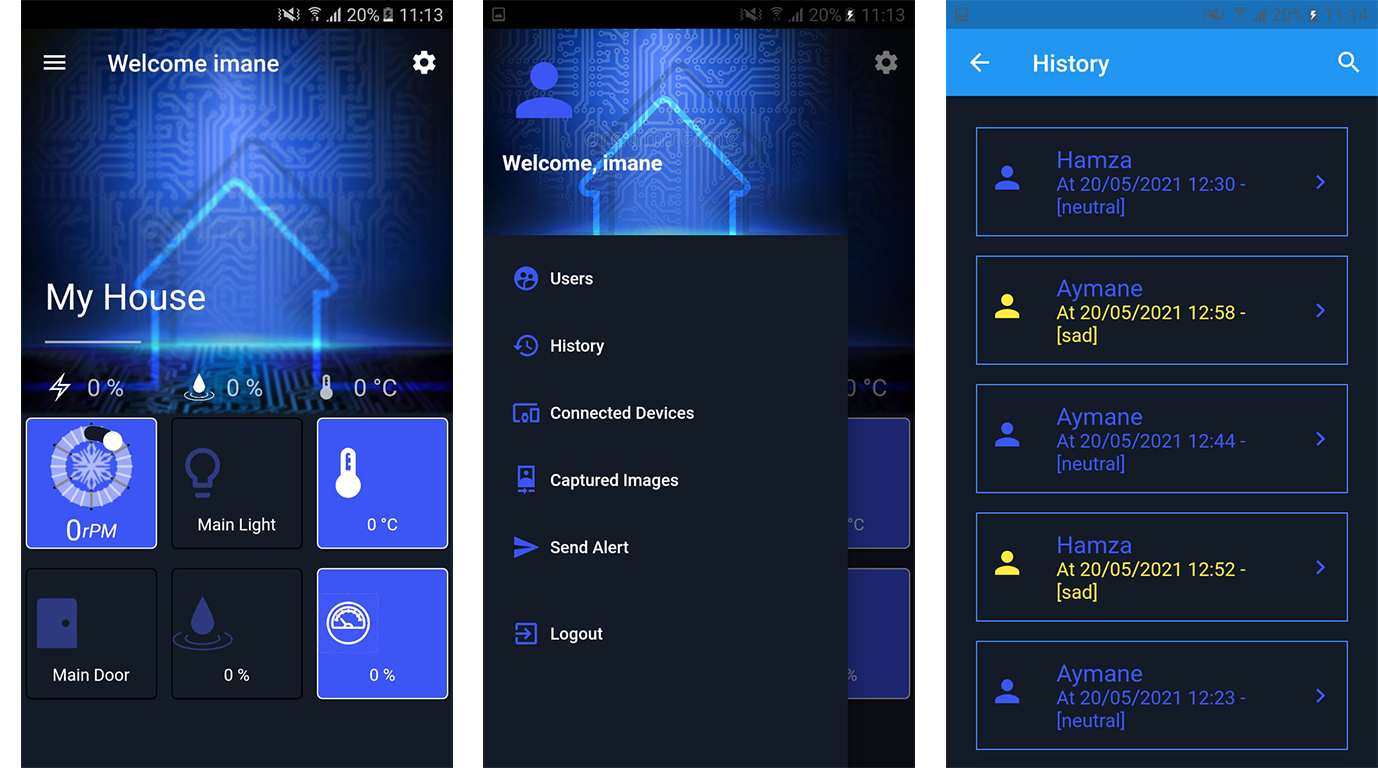 20% 11:13
Welcome imane
My House
0 %
0 %
0 °C
0rPM
Main Light
0 °C
Main Door
0 %
0 %
20% 11:13
Welcome, imane
Users
History
Connected Devices
Captured Images
Send Alert
Logout
0 °C
°C
%
20% 11:14
History
Hamza
At 20/05/2021 12:30 -
[neutral]
Aymane
At 20/05/2021 12:58 -
[sad]
Aymane
At 20/05/2021 12:44 -
[neutral]
Hamza
At 20/05/2021 12:52 -
[sad]
Aymane
At 20/05/2021 12:23 -
[neutral]